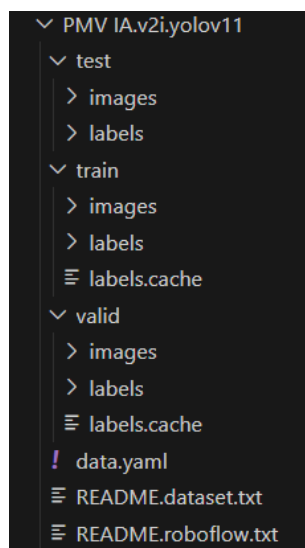 PMV IA.v2i.yolov11
test
images
labels
train
images
labels
labels.cache
valid
images
labels
labels.cache
! data.yaml
README.dataset.txt
README.roboflow.txt